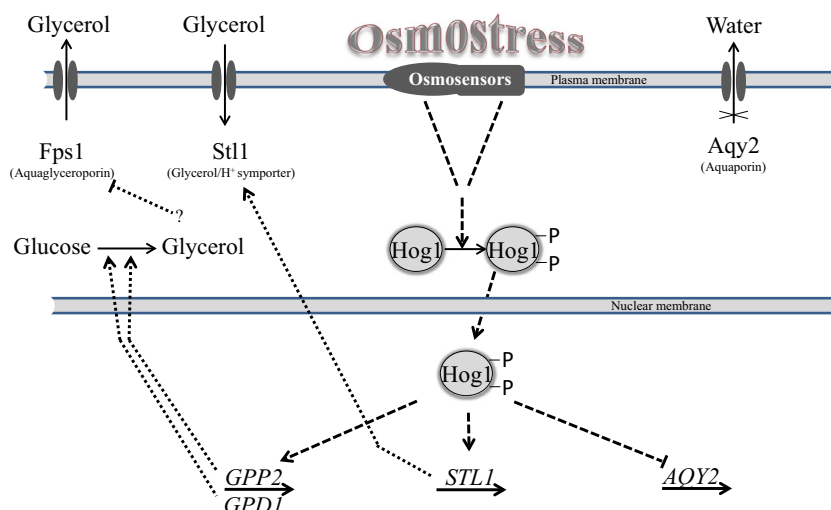 Osmostress
Glycerol
Glycerol
Water
Osmosensors
Plasma membrane
Fps1
(Aquaglyceroporin)
Stl1
(Glycerol/H⁺ symporter)
Aqy2
(Aquaporin)
?
Glucose
Glycerol
Hog1
Hog1
P
P
Nuclear membrane
Hog1
P
P
GPP2
GPD1
STL1
AQY2